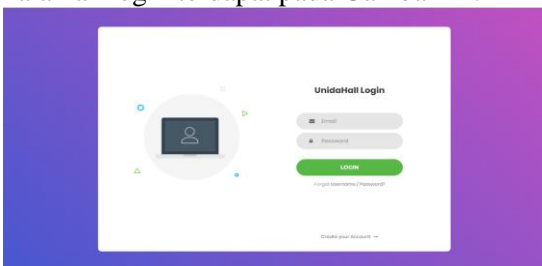 UnidaHall Login
Email
Password
LOGIN
Forgot Username / Password?
Create your Account →